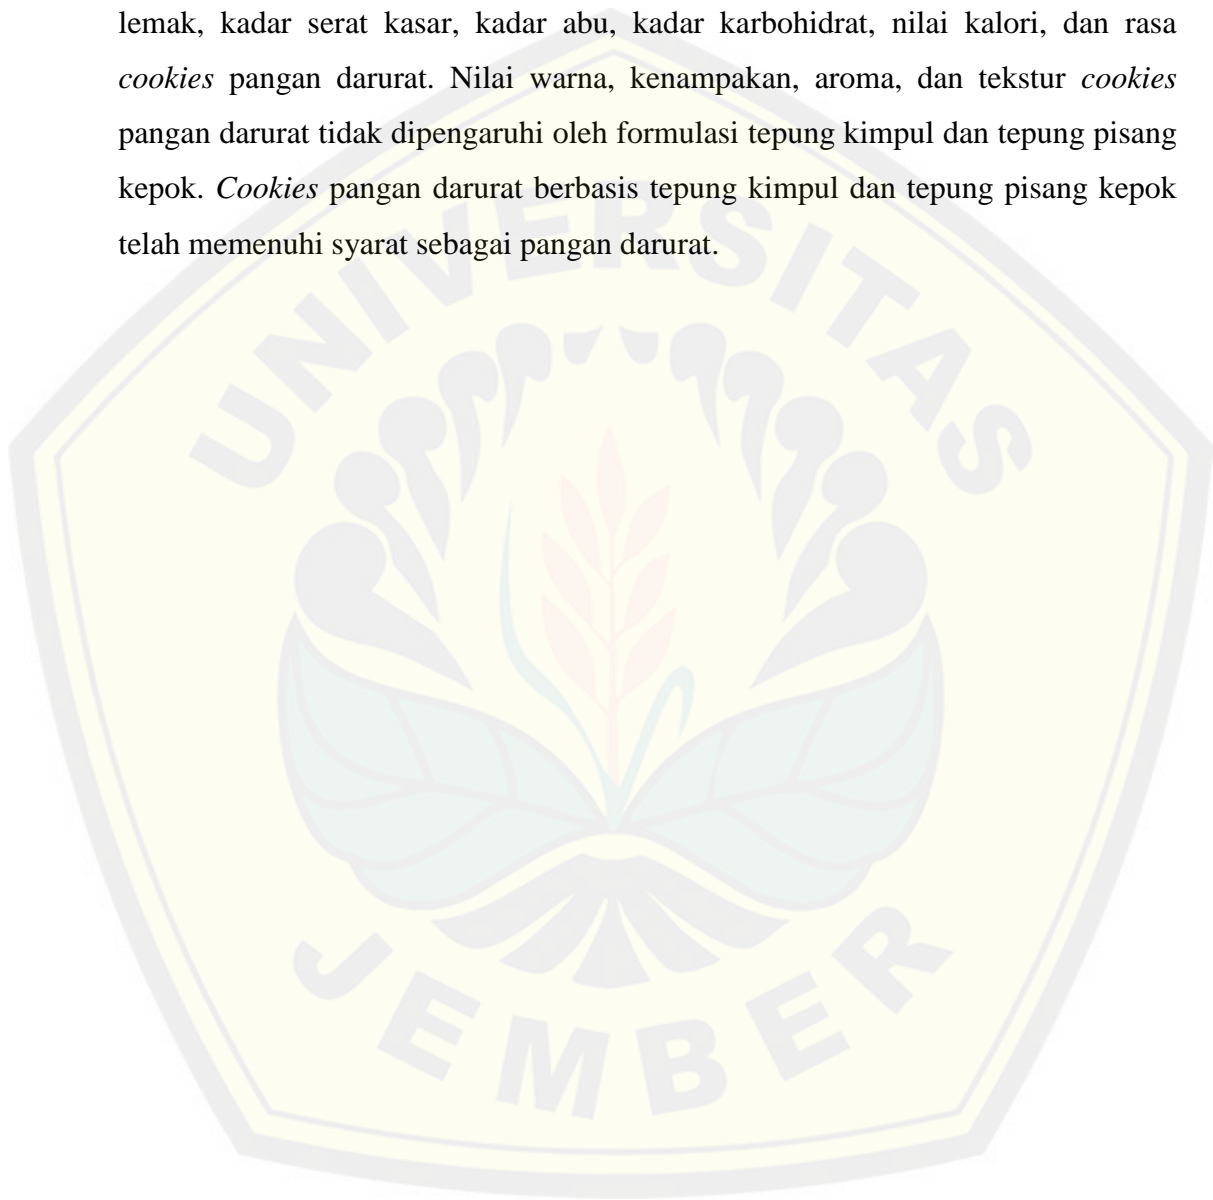 lemak, kadar serat kasar, kadar abu, kadar karbohidrat, nilai kalori, dan rasa
cookies pangan darurat. Nilai warna, kenampakan, aroma, dan tekstur cookies
pangan darurat tidak dipengaruhi oleh formulasi tepung kimpul dan tepung pisang
kepok. Cookies pangan darurat berbasis tepung kimpul dan tepung pisang kepok
telah memenuhi syarat sebagai pangan darurat.
UNIVERSITAS
JEMBER